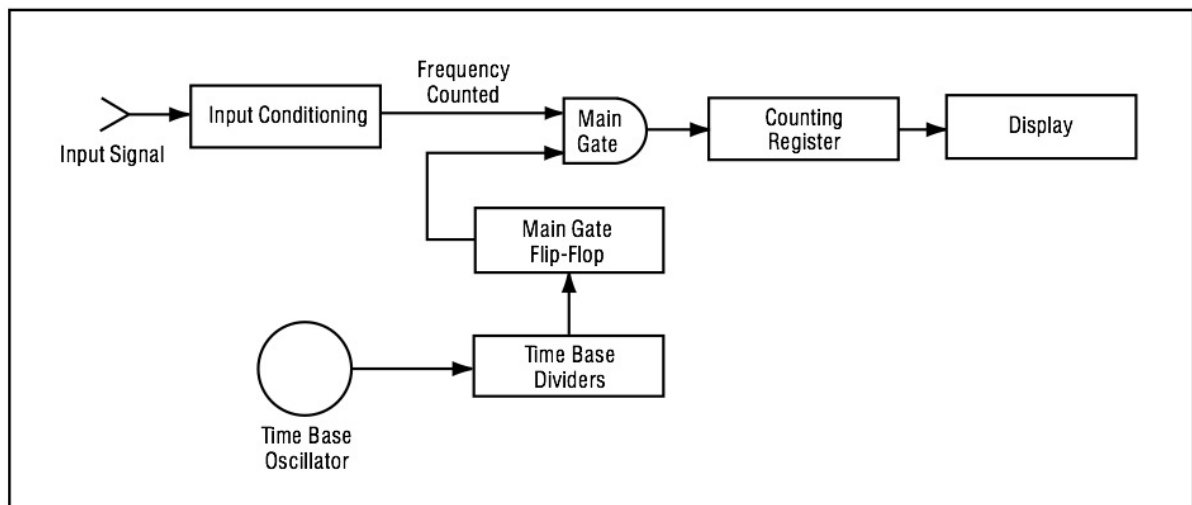 Frequency
Counted
Input Signal
Input Conditioning
Main
Gate
Counting
Register
Display
Main Gate
Flip-Flop
Time Base
Dividers
Time Base
Oscillator